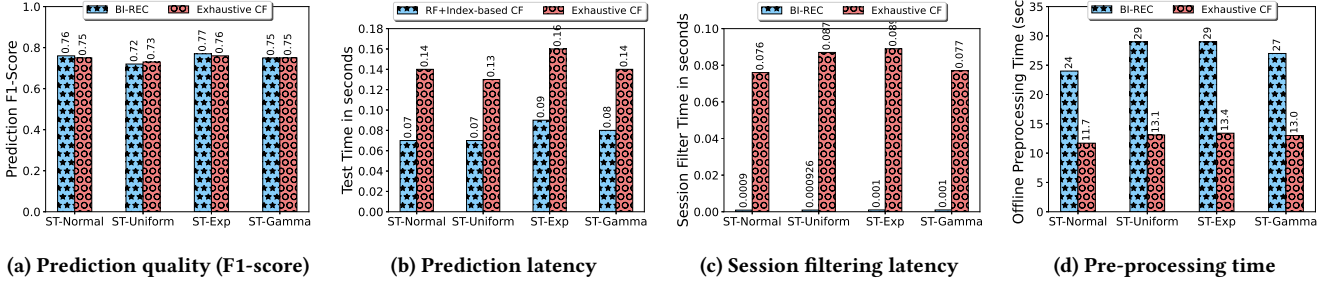 BI-REC Exhaustive CF
Prediction F1-Score
1.0
0.8
0.6
0.4
0.2
0.0
0.76 0.75 0.72 0.73 0.77 0.76 0.75 0.75
ST-Normal ST-Uniform ST-Exp ST-Gamma
(a) Prediction quality (F1-score)
RF+Index-based CF Exhaustive CF
Test Time in seconds
0.18
0.16
0.14
0.12
0.10
0.08
0.06
0.04
0.02
0.00
0.07 0.14 0.07 0.13 0.09 0.16 0.08 0.14
ST-Normal ST-Uniform ST-Exp ST-Gamma
(b) Prediction latency
BI-REC Exhaustive CF
Session Filter Time in seconds
0.10
0.08
0.06
0.04
0.02
0.00
0.0009 0.076 0.000926 0.087 0.001 0.089 0.001 0.077
ST-Normal ST-Uniform ST-Exp ST-Gamma
(c) Session filtering latency
BI-REC Exhaustive CF
Offline Preprocessing Time (sec
35
30
25
20
15
10
5
0
24 11.7 29 13.1 29 13.4 27 13.0
ST-Normal ST-Uniform ST-Exp ST-Gamma
(d) Pre-processing time